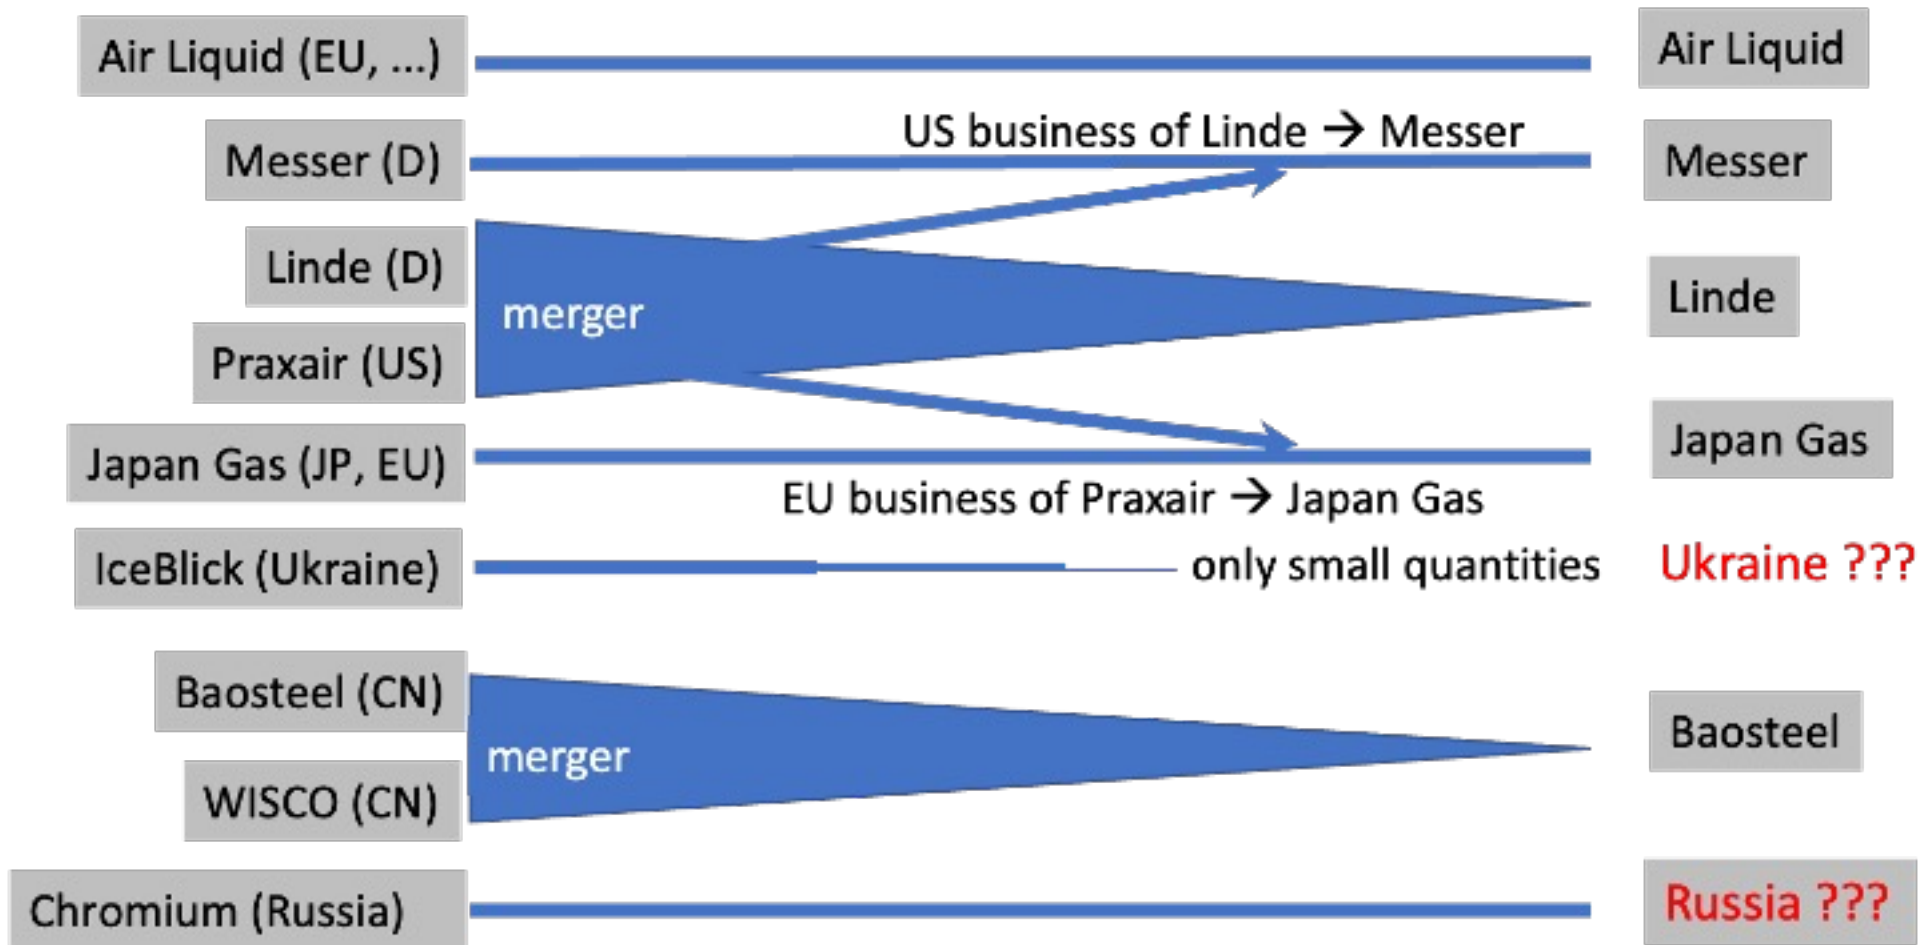 Air Liquid (EU, ...)
Air Liquid
US business of Linde → Messer
Messer (D)
Messer
Linde (D)
Linde
merger
Praxair (US)
Japan Gas (JP, EU)
Japan Gas
EU business of Praxair → Japan Gas
IceBlick (Ukraine)
only small quantities
Ukraine ???
Baosteel (CN)
Baosteel
merger
WISCO (CN)
Chromium (Russia)
Russia ???